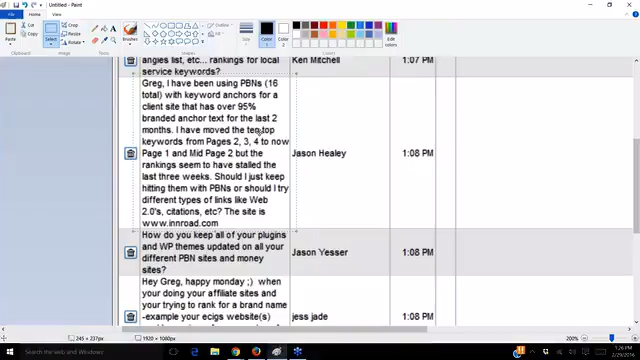 Untitled - Paint
File
Home
View
Paste
Cut
Copy
Clipboard
Select
Crop
Resize
Rotate
Image
Brushes
Tools
Outline
Fill
Shapes
Size
Color 1
Color 2
Edit colors
Colors
angies list, etc... rankings for local
service keywords?
Ken Mitchell
1:07 PM
Greg, I have been using PBNs (16
total) with keyword anchors for a
client site that has over 95%
branded anchor text for the last 2
months. I have moved the ten top
keywords from Pages 2, 3, 4 to now
Page 1 and Mid Page 2 but the
rankings seem to have stalled the
last three weeks. Should I just keep
hitting them with PBNs or should I try
different types of links like Web
2.0's, citations, etc? The site is
www.innroad.com
Jason Healey
1:08 PM
How do you keep all of your plugins
and WP themes updated on all your
different PBN sites and money
sites?
Jason Yesser
1:08 PM
Hey Greg, happy monday ;) when
your doing your affiliate sites and
your trying to rank for a brand name
-example your ecigs website(s)
jess jade
1:08 PM
245 × 237px
1920 × 1080px
200%
Search the web and Windows
1:26 PM
2/29/2016